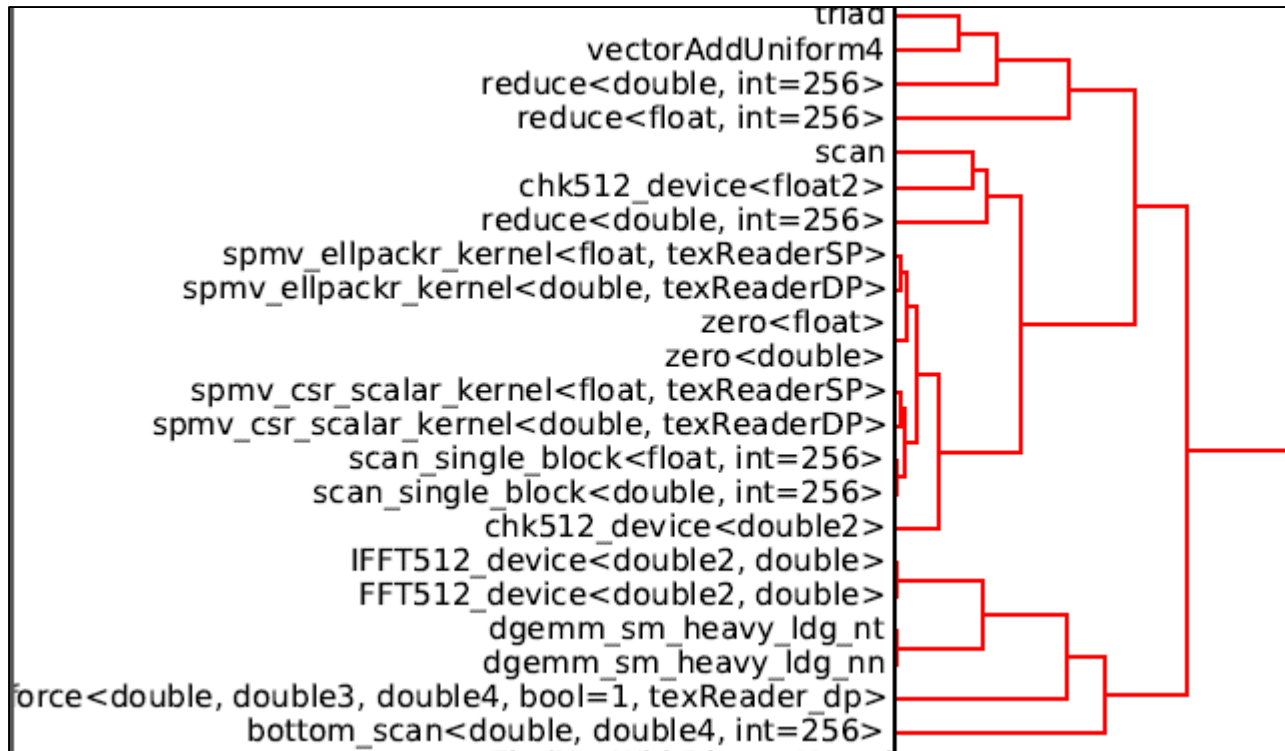 triad
vectorAddUniform4
reduce<double, int=256>
reduce<float, int=256>
scan
chk512_device<float2>
reduce<double, int=256>
spmv_ellpackr_kernel<float, texReaderSP>
spmv_ellpackr_kernel<double, texReaderDP>
zero<float>
zero<double>
spmv_csr_scalar_kernel<float, texReaderSP>
spmv_csr_scalar_kernel<double, texReaderDP>
scan_single_block<float, int=256>
scan_single_block<double, int=256>
chk512_device<double2>
IFFT512_device<double2, double>
FFT512_device<double2, double>
dgemm_sm_heavy_ldg_nt
dgemm_sm_heavy_ldg_nn
force<double, double3, double4, bool=1, texReader_dp>
bottom_scan<double, double4, int=256>